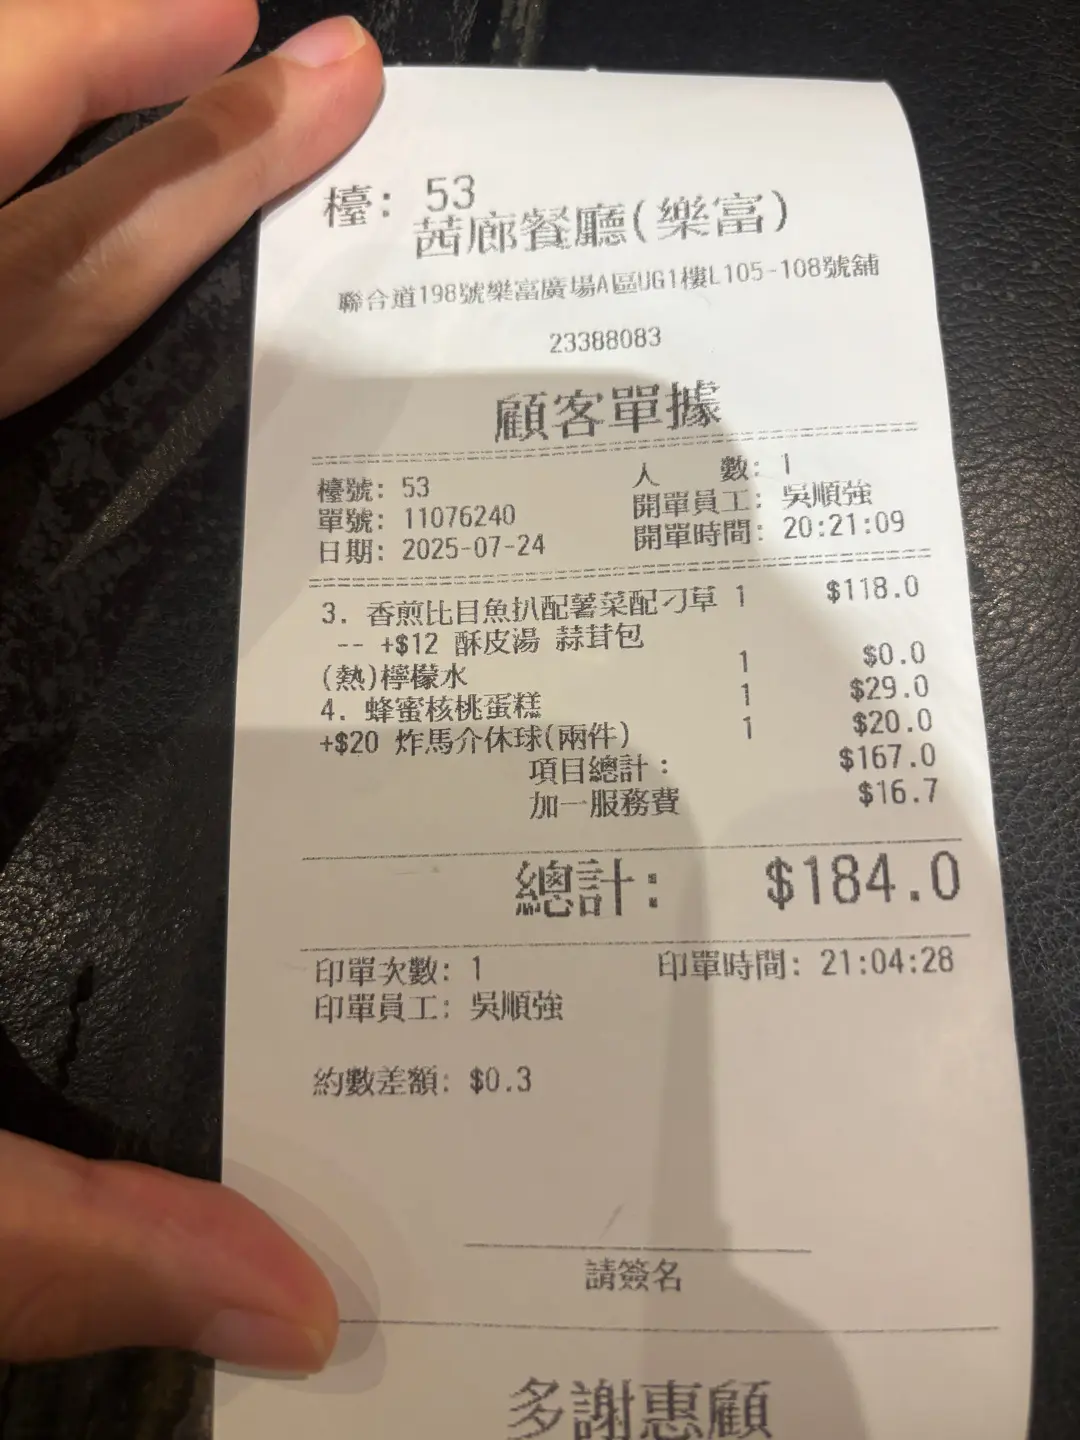 檯: 53
茜廊餐廳(樂富)
聯合道198號樂富廣場A區UG1樓L105-108號舖
23388083
顧客單據
檯號: 53 人 數: 1
單號: 11076240 開單員工: 吳順強
日期: 2025-07-24 開單時間: 20:21:09
3. 香煎比目魚扒配薯菜配刁草 1 $118.0
-- +$12 酥皮湯 蒜茸包
(熱)檸檬水 1 $0.0
4. 蜂蜜核桃蛋糕 1 $29.0
+$20 炸馬介休球(兩件) 1 $20.0
項目總計: $167.0
加一服務費 $16.7
總計: $184.0
印單次數: 1 印單時間: 21:04:28
印單員工: 吳順強
約數差額: $0.3
請簽名
多謝惠顧